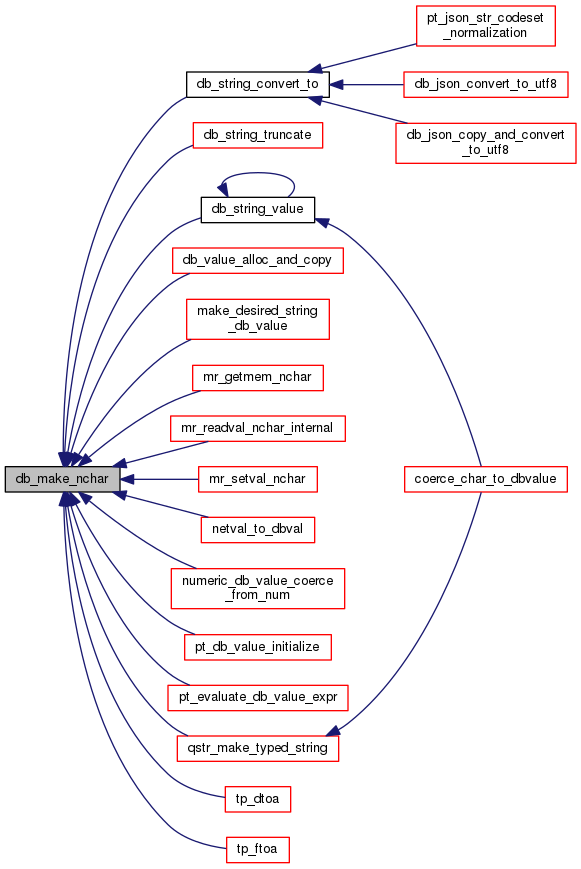 pt_json_str_codeset
_normalization
db_string_convert_to
db_json_convert_to_utf8
db_json_copy_and_convert
_to_utf8
db_string_truncate
db_string_value
db_value_alloc_and_copy
make_desired_string
_db_value
mr_getmem_nchar
mr_readval_nchar_internal
db_make_nchar
mr_setval_nchar
coerce_char_to_dbvalue
netval_to_dbval
numeric_db_value_coerce
_from_num
pt_db_value_initialize
pt_evaluate_db_value_expr
qstr_make_typed_string
tp_dtoa
tp_ftoa